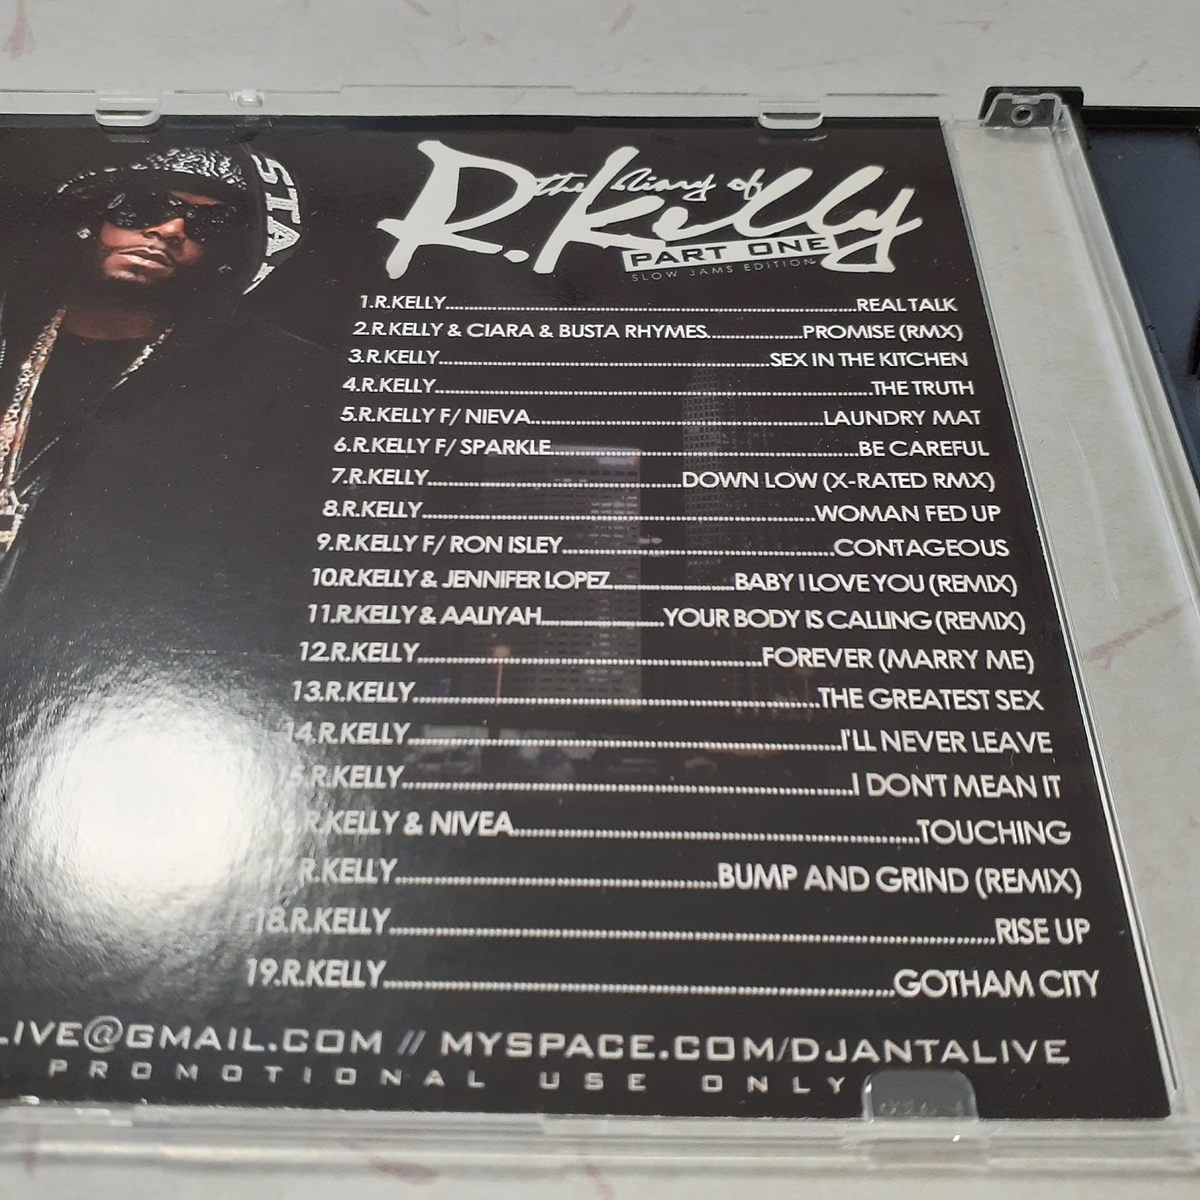 STA
the Diary of
R.Kelly
PART ONE
SLOW JAMS EDITION
1.R.KELLY...REAL TALK
2.R.KELLY & CIARA & BUSTA RHYMES...PROMISE (RMX)
3.R.KELLY...SEX IN THE KITCHEN
4.R.KELLY...THE TRUTH
5.R.KELLY F/ NIEVA...LAUNDRY MAT
6.R.KELLY F/ SPARKLE...BE CAREFUL
7.R.KELLY...DOWN LOW (X-RATED RMX)
8.R.KELLY...WOMAN FED UP
9.R.KELLY F/ RON ISLEY...CONTAGEOUS
10.R.KELLY & JENNIFER LOPEZ...BABY I LOVE YOU (REMIX)
11.R.KELLY & AALIYAH...YOUR BODY IS CALLING (REMIX)
12.R.KELLY...FOREVER (MARRY ME)
13.R.KELLY...THE GREATEST SEX
14.R.KELLY...I'LL NEVER LEAVE
15.R.KELLY...I DON'T MEAN IT
16.R.KELLY & NIVEA...TOUCHING
17.R.KELLY...BUMP AND GRIND (REMIX)
18.R.KELLY...RISE UP
19.R.KELLY...GOTHAM CITY
LIVE@GMAIL.COM // MYSPACE.COM/DJANTALIVE
PROMOTIONAL USE ONLY